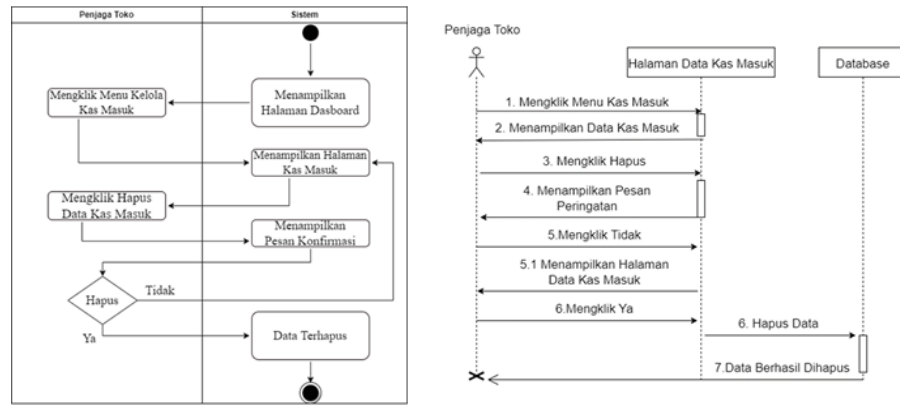 Penjaga Toko
Sistem
Menampilkan
Halaman Dasboard
Mengklik Menu Kelola
Kas Masuk
Menampilkan Halaman
Kas Masuk
Mengklik Hapus
Data Kas Masuk
Menampilkan
Pesan Konfirmasi
Hapus
Tidak
Ya
Data Terhapus
Penjaga Toko
Halaman Data Kas Masuk
Database
1. Mengklik Menu Kas Masuk
2. Menampilkan Data Kas Masuk
3. Mengklik Hapus
4. Menampilkan Pesan
Peringatan
5.Mengklik Tidak
5.1 Menampilkan Halaman
Data Kas Masuk
6.Mengklik Ya
6. Hapus Data
7.Data Berhasil Dihapus